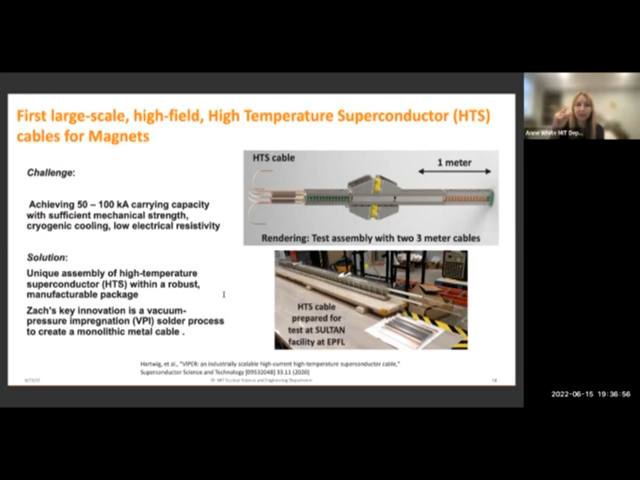 First large-scale, high-field, High Temperature Superconductor (HTS)
cables for Magnets
Challenge:
Achieving 50 – 100 kA carrying capacity
with sufficient mechanical strength,
cryogenic cooling, low electrical resistivity
Solution:
Unique assembly of high-temperature
superconductor (HTS) within a robust,
manufacturable package
Zach's key innovation is a vacuum-
pressure impregnation (VPI) solder process
to create a monolithic metal cable .
HTS cable
1 meter
Rendering: Test assembly with two 3 meter cables
HTS cable
prepared for
test at SULTAN
facility at EPFL
Hartwig, et al., "VIPER: an industrially scalable high-current high-temperature superconductor cable,"
Superconductor Science and Technology [09532048] 33.11 (2020)
MIT Nuclear Science and Engineering Department
Anne White MIT Dep...
2022-06-15 19:36:56